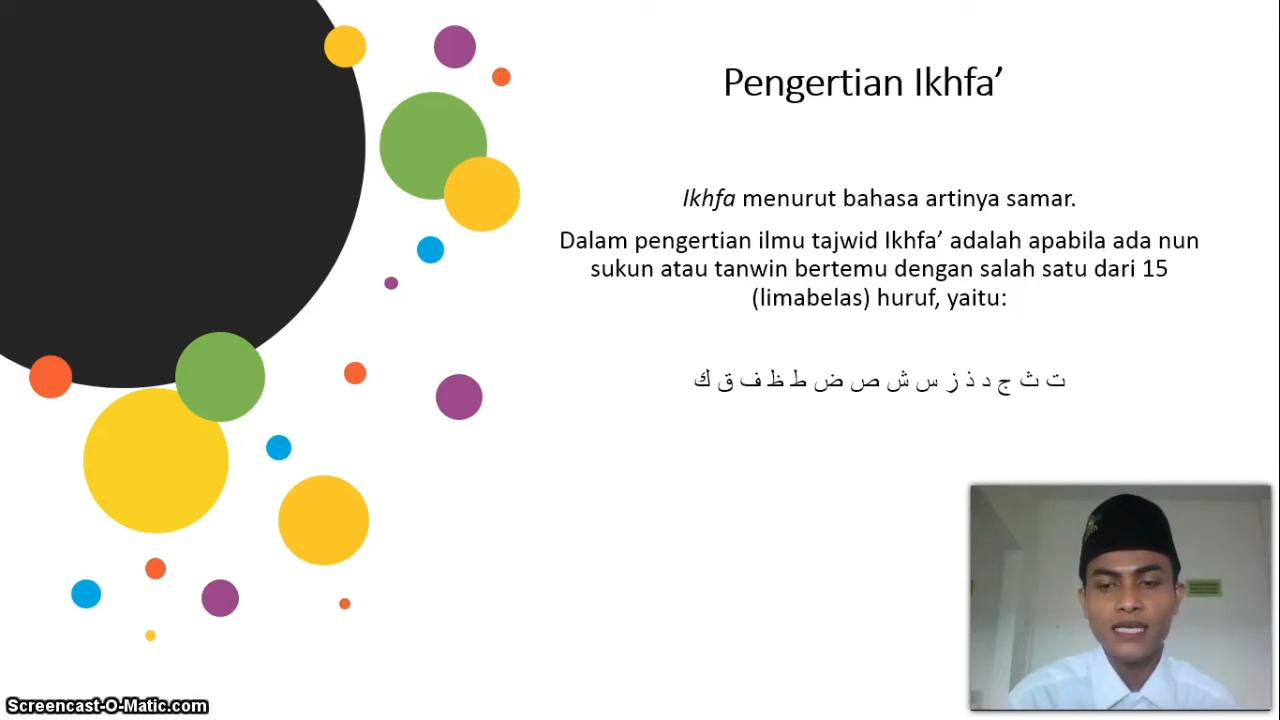 Pengertian Ikhfa’
Ikhfa menurut bahasa artinya samar.
Dalam pengertian ilmu tajwid Ikhfa’ adalah apabila ada nun
sukun atau tanwin bertemu dengan salah satu dari 15
(limabelas) huruf, yaitu:
ت ث ج د ذ ز س ش ص ض ط ظ ف ق ك
Screencast-O-Matic.com